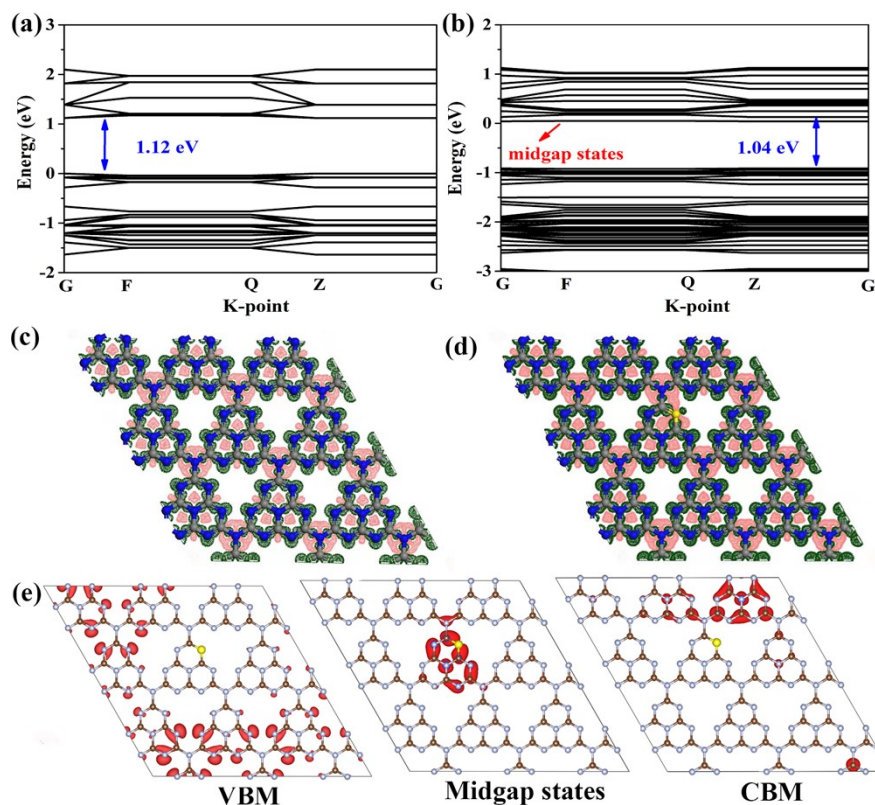 (a)
3
2
1
0
-1
-2
Energy (eV)
1.12 eV
G F Q Z G
K-point
(b)
2
1
0
-1
-2
-3
Energy (eV)
midgap states
1.04 eV
G F Q Z G
K-point
(c)
(d)
(e)
VBM
Midgap states
CBM